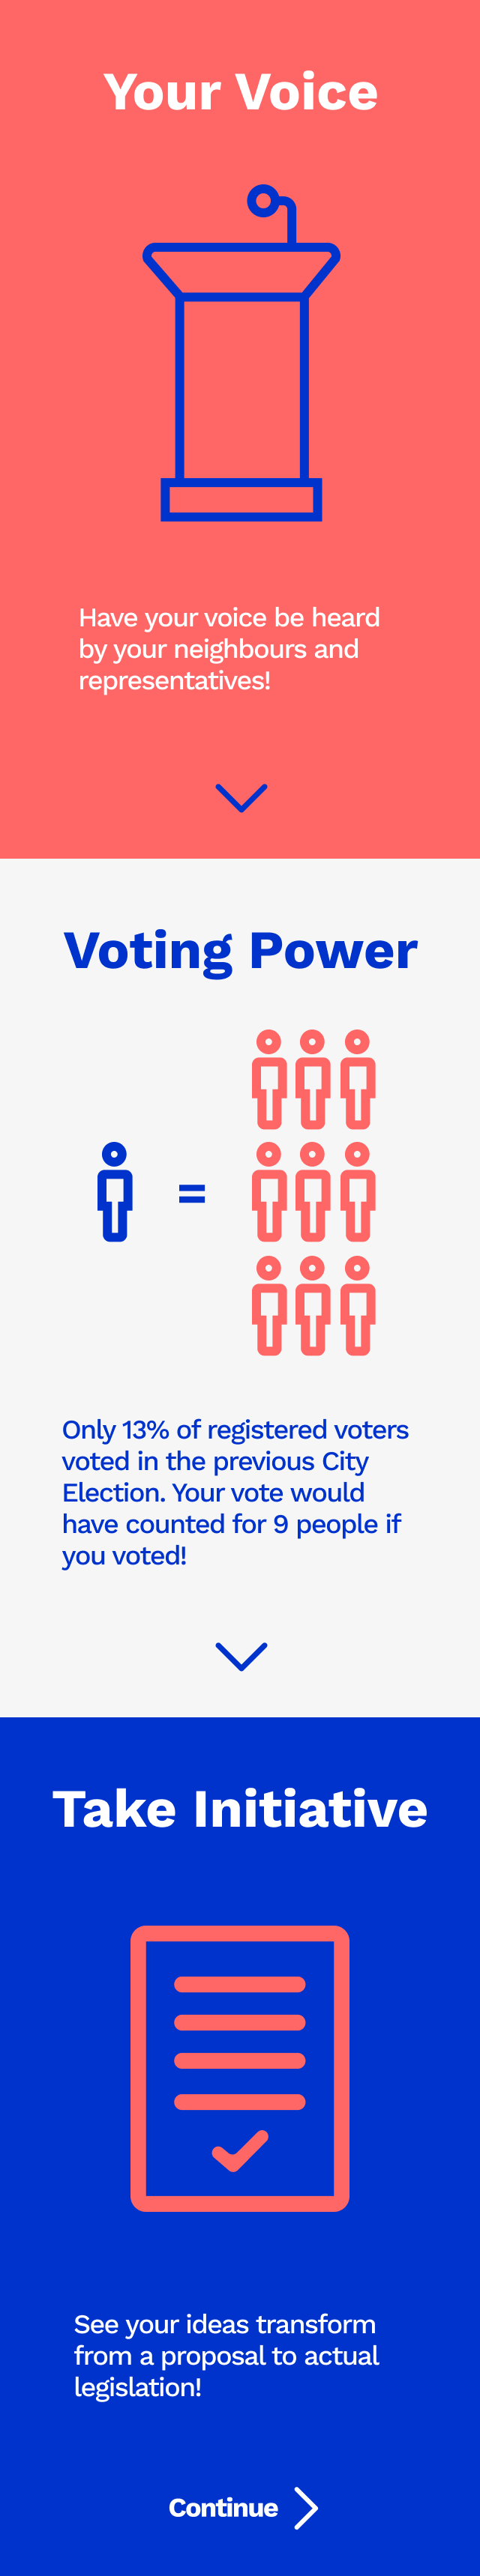 Your Voice
Have your voice be heard
by your neighbours and
representatives!
Voting Power
=
Only 13% of registered voters
voted in the previous City
Election. Your vote would
have counted for 9 people if
you voted!
Take Initiative
See your ideas transform
from a proposal to actual
legislation!
Continue